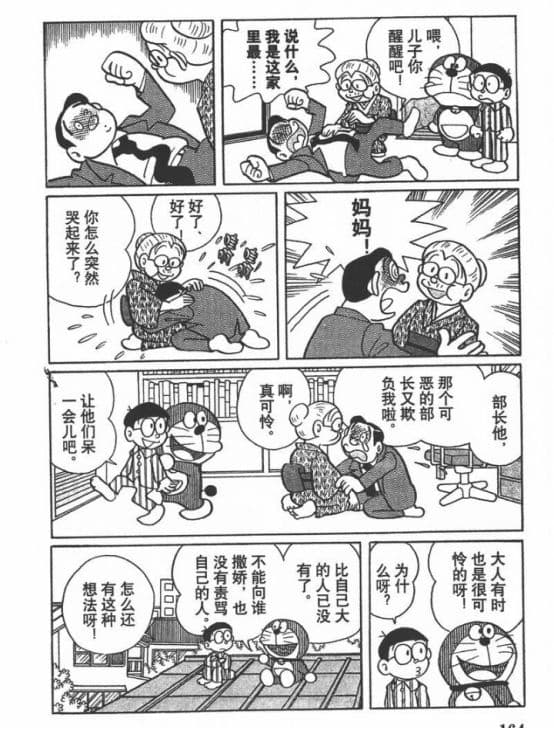 喂，
儿子你
醒醒吧！
说什么，
我是这家
里最……
妈妈！
好了、
好了，
你怎么突然
哭起来了？
部长他，
那个可
恶的部
长又欺
负我啦。
啊，
真可怜。
让他们呆
一会儿吧。
大人有时
也是很可
怜的呀！
为什
么呀？
比自己大
的人已没
有了。
不能向谁
撒娇，也
没有责骂
自己的人。
怎么还
有这种
想法呀！